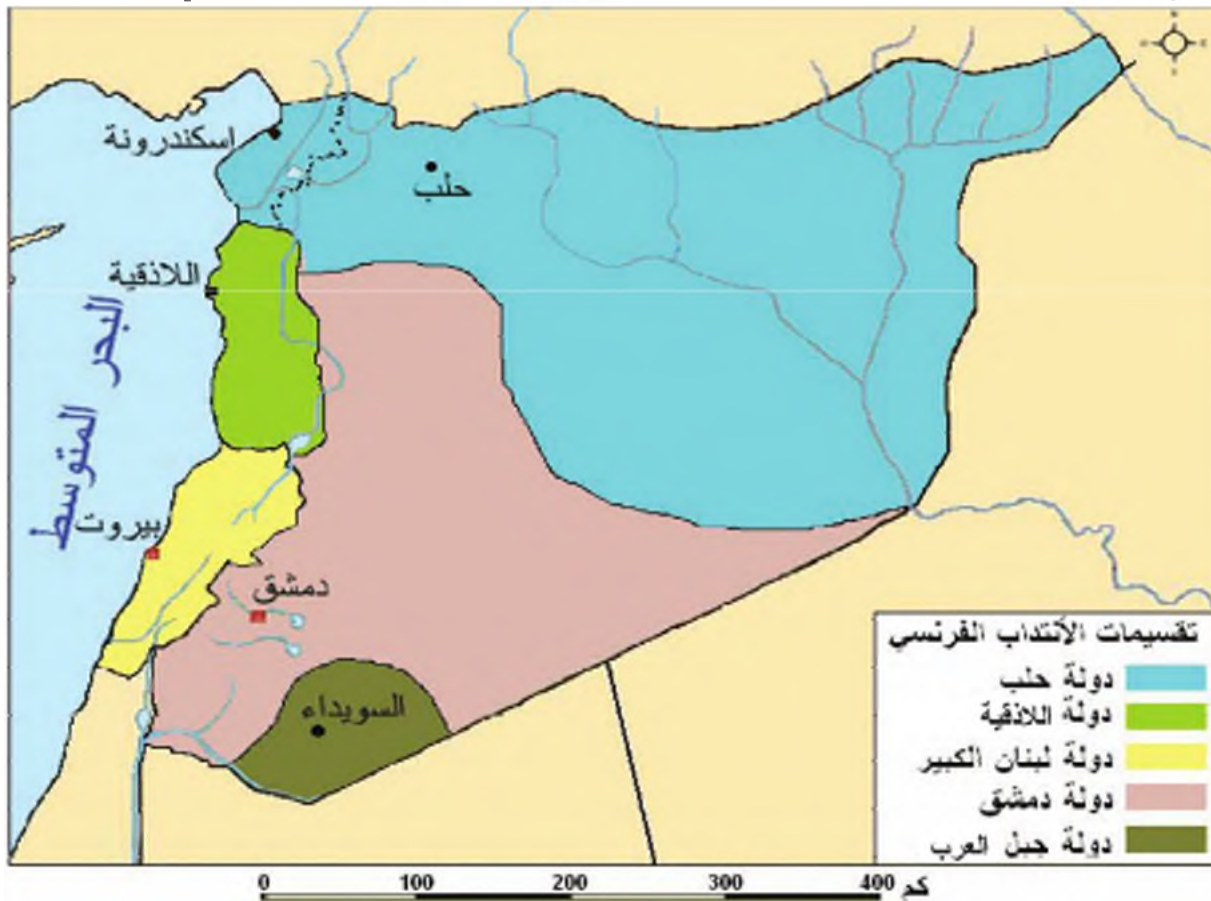 اسكندرونة
حلب
اللاذقية
البحر المتوسط
بيروت
دمشق
السويداء
تقسيمات الأنتداب الفرنسي
دولة حلب
دولة اللاذقية
دولة لبنان الكبير
دولة دمشق
دولة جبل العرب
0 100 200 300 400 كم